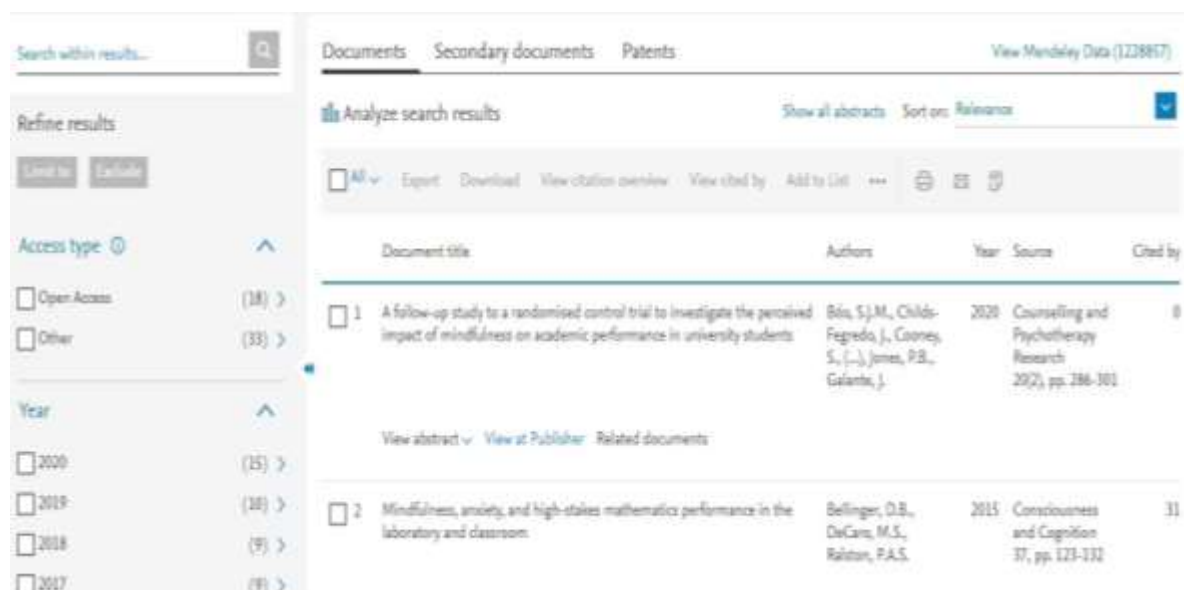 Search within results...
Documents Secondary documents Patents
View Mendeley Data (1228857)
Refine results
Analyze search results
Show all abstracts Sort on: Relevance
Limit to Exclude
All Export Download View citation overview View cited by Add to List •••
Access type
Document title Authors Year Source Cited by
Open Access (18)
Other (33)
1 A follow-up study to a randomised control trial to investigate the perceived
impact of mindfulness on academic performance in university students
Childs-
Fegredo, J., Cooney,
S., (...), Jones, P.B.,
Galante, J.
2020
Counselling and
Psychotherapy
Research
20(2), pp. 286-301
0
View abstract View at Publisher Related documents
Year
2020 (15)
2019 (10)
2018 (9)
2017 (9)
2 Mindfulness, anxiety, and high-stakes mathematics performance in the
laboratory and classroom
Bellinger, D.B.,
DeCaro, M.S.,
Ralston, P.A.S.
2015
Consciousness
and Cognition
37, pp. 123-132
31